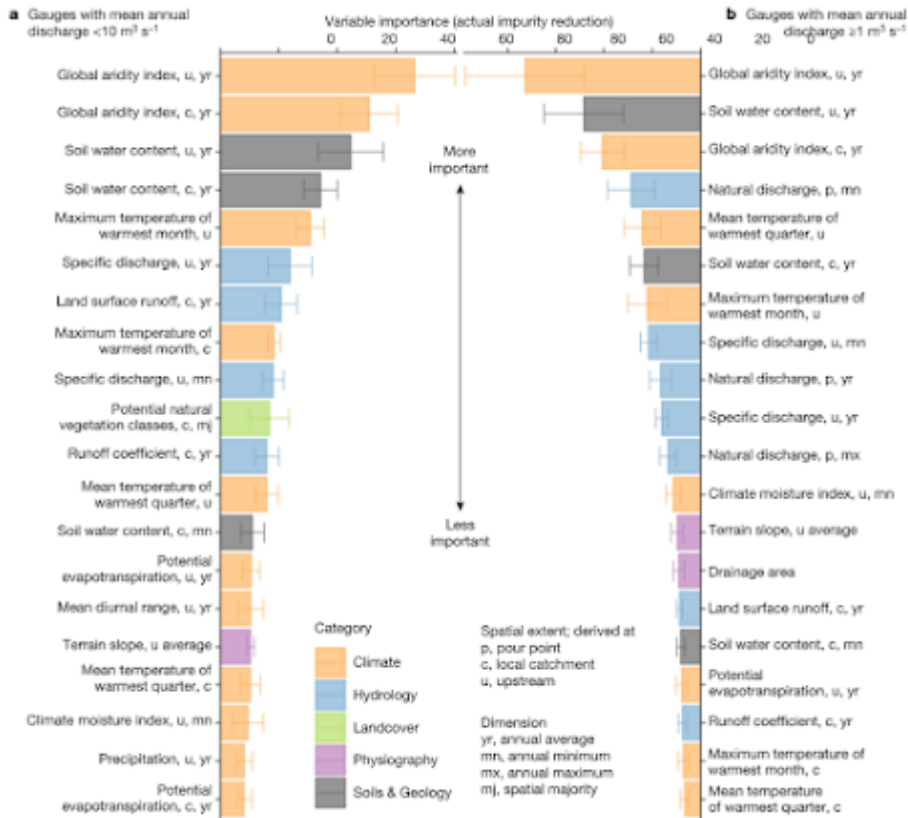 a Gauges with mean annual
discharge <10 m³ s⁻¹
Variable importance (actual impurity reduction)
b Gauges with mean annual
discharge ≥1 m³ s⁻¹
0 20 40 60 80 80 60 40 20 0
Global aridity index, u, yr
Global aridity index, c, yr
Soil water content, u, yr
Soil water content, c, yr
Maximum temperature of
warmest month, u
Specific discharge, u, yr
Land surface runoff, c, yr
Maximum temperature of
warmest month, c
Specific discharge, u, mn
Potential natural
vegetation classes, c, mj
Runoff coefficient, c, yr
Mean temperature of
warmest quarter, u
Soil water content, c, mn
Potential
evapotranspiration, u, yr
Mean diurnal range, u, yr
Terrain slope, u average
Mean temperature of
warmest quarter, c
Climate moisture index, u, mn
Precipitation, u, yr
Potential
evapotranspiration, c, yr
More
important
Less
important
Category
Climate
Hydrology
Landcover
Physiography
Soils & Geology
Spatial extent; derived at
p, pour point
c, local catchment
u, upstream
Dimension
yr, annual average
mn, annual minimum
mx, annual maximum
mj, spatial majority
Global aridity index, u, yr
Soil water content, u, yr
Global aridity index, c, yr
Natural discharge, p, mn
Mean temperature of
warmest quarter, u
Soil water content, c, yr
Maximum temperature of
warmest month, u
Specific discharge, u, mn
Natural discharge, p, yr
Specific discharge, u, yr
Natural discharge, p, mx
Climate moisture index, u, mn
Terrain slope, u average
Drainage area
Land surface runoff, c, yr
Soil water content, c, mn
Potential
evapotranspiration, u, yr
Runoff coefficient, c, yr
Maximum temperature of
warmest month, c
Mean temperature
of warmest quarter, c